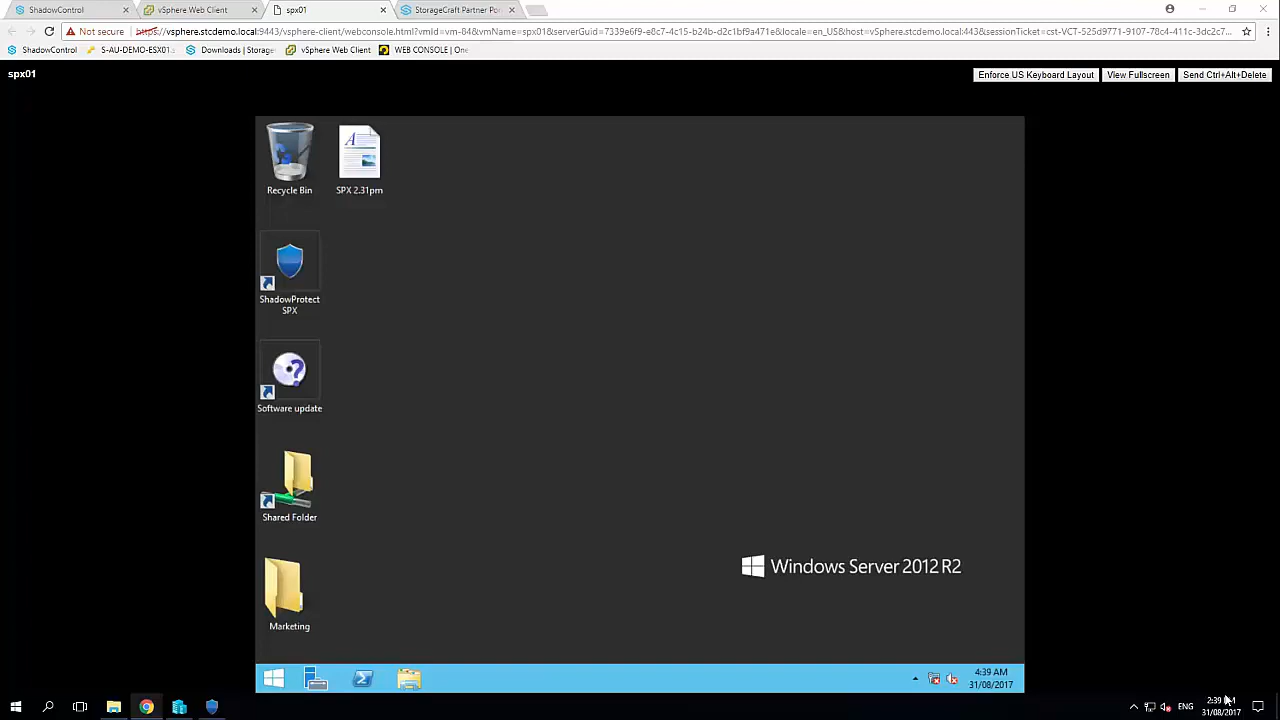 ShadowControl
vSphere Web Client
spx01
StorageCraft Partner Po
Not secure
https://vsphere.stcdemo.local:9443/vsphere-client/webconsole.html?vmId=vm-84&vmName=spx01&serverGuid=7339e6f9-e8c7-4c15-b24b-d2c1bf9a471e&locale=en_US&host=vSphere.stcdemo.local:443&sessionTicket=cst-VCT-525d9771-9107-78c4-411c-3dc2c7...
ShadowControl
S-AU-DEMO-ESX01.
Downloads | Storage
vSphere Web Client
WEB CONSOLE | One
spx01
Enforce US Keyboard Layout
View Fullscreen
Send Ctrl+Alt+Delete
Recycle Bin
SPX 2.31pm
ShadowProtect
SPX
Software update
Shared Folder
Marketing
Windows Server 2012 R2
4:39 AM
31/08/2017
ENG
2:39
31/08/2017